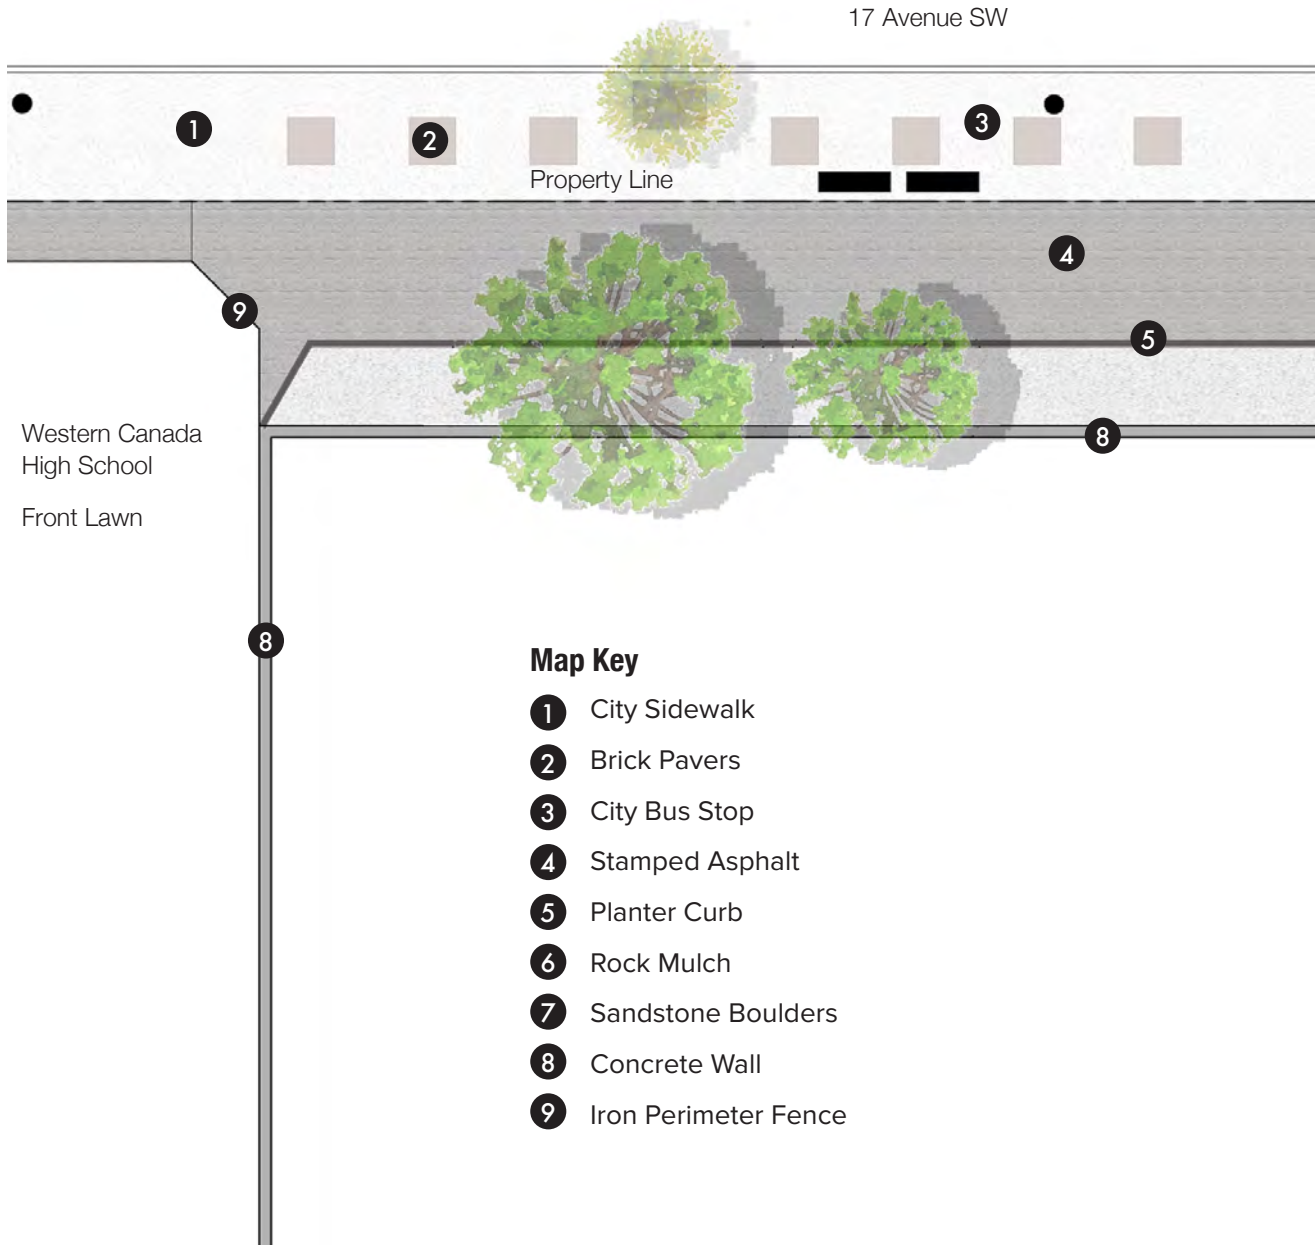 17 Avenue SW
1
2
3
Property Line
4
9
5
Western Canada
High School
Front Lawn
8
8
Map Key
1 City Sidewalk
2 Brick Pavers
3 City Bus Stop
4 Stamped Asphalt
5 Planter Curb
6 Rock Mulch
7 Sandstone Boulders
8 Concrete Wall
9 Iron Perimeter Fence